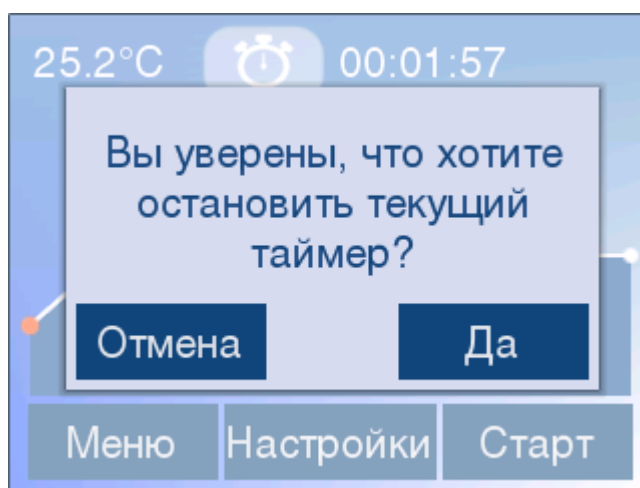 25.2°C 00:01:57
Вы уверены, что хотите
остановить текущий
таймер?
Отмена Да
Меню Настройки Старт